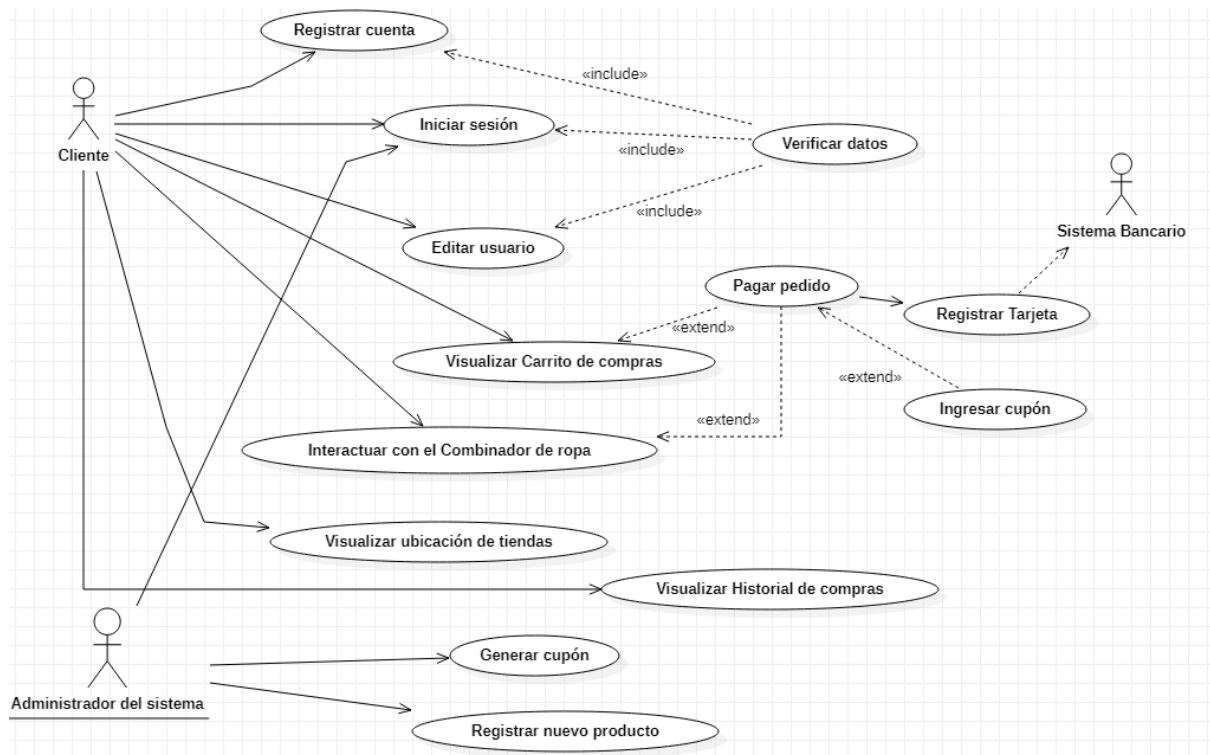 Registrar cuenta
«include»
Iniciar sesión
Verificar datos
Cliente
«include»
«include»
Sistema Bancario
Editar usuario
Pagar pedido
Registrar Tarjeta
«extend»
Visualizar Carrito de compras
«extend»
Ingresar cupón
«extend»
Interactuar con el Combinador de ropa
Visualizar ubicación de tiendas
Visualizar Historial de compras
Generar cupón
Administrador del sistema
Registrar nuevo producto